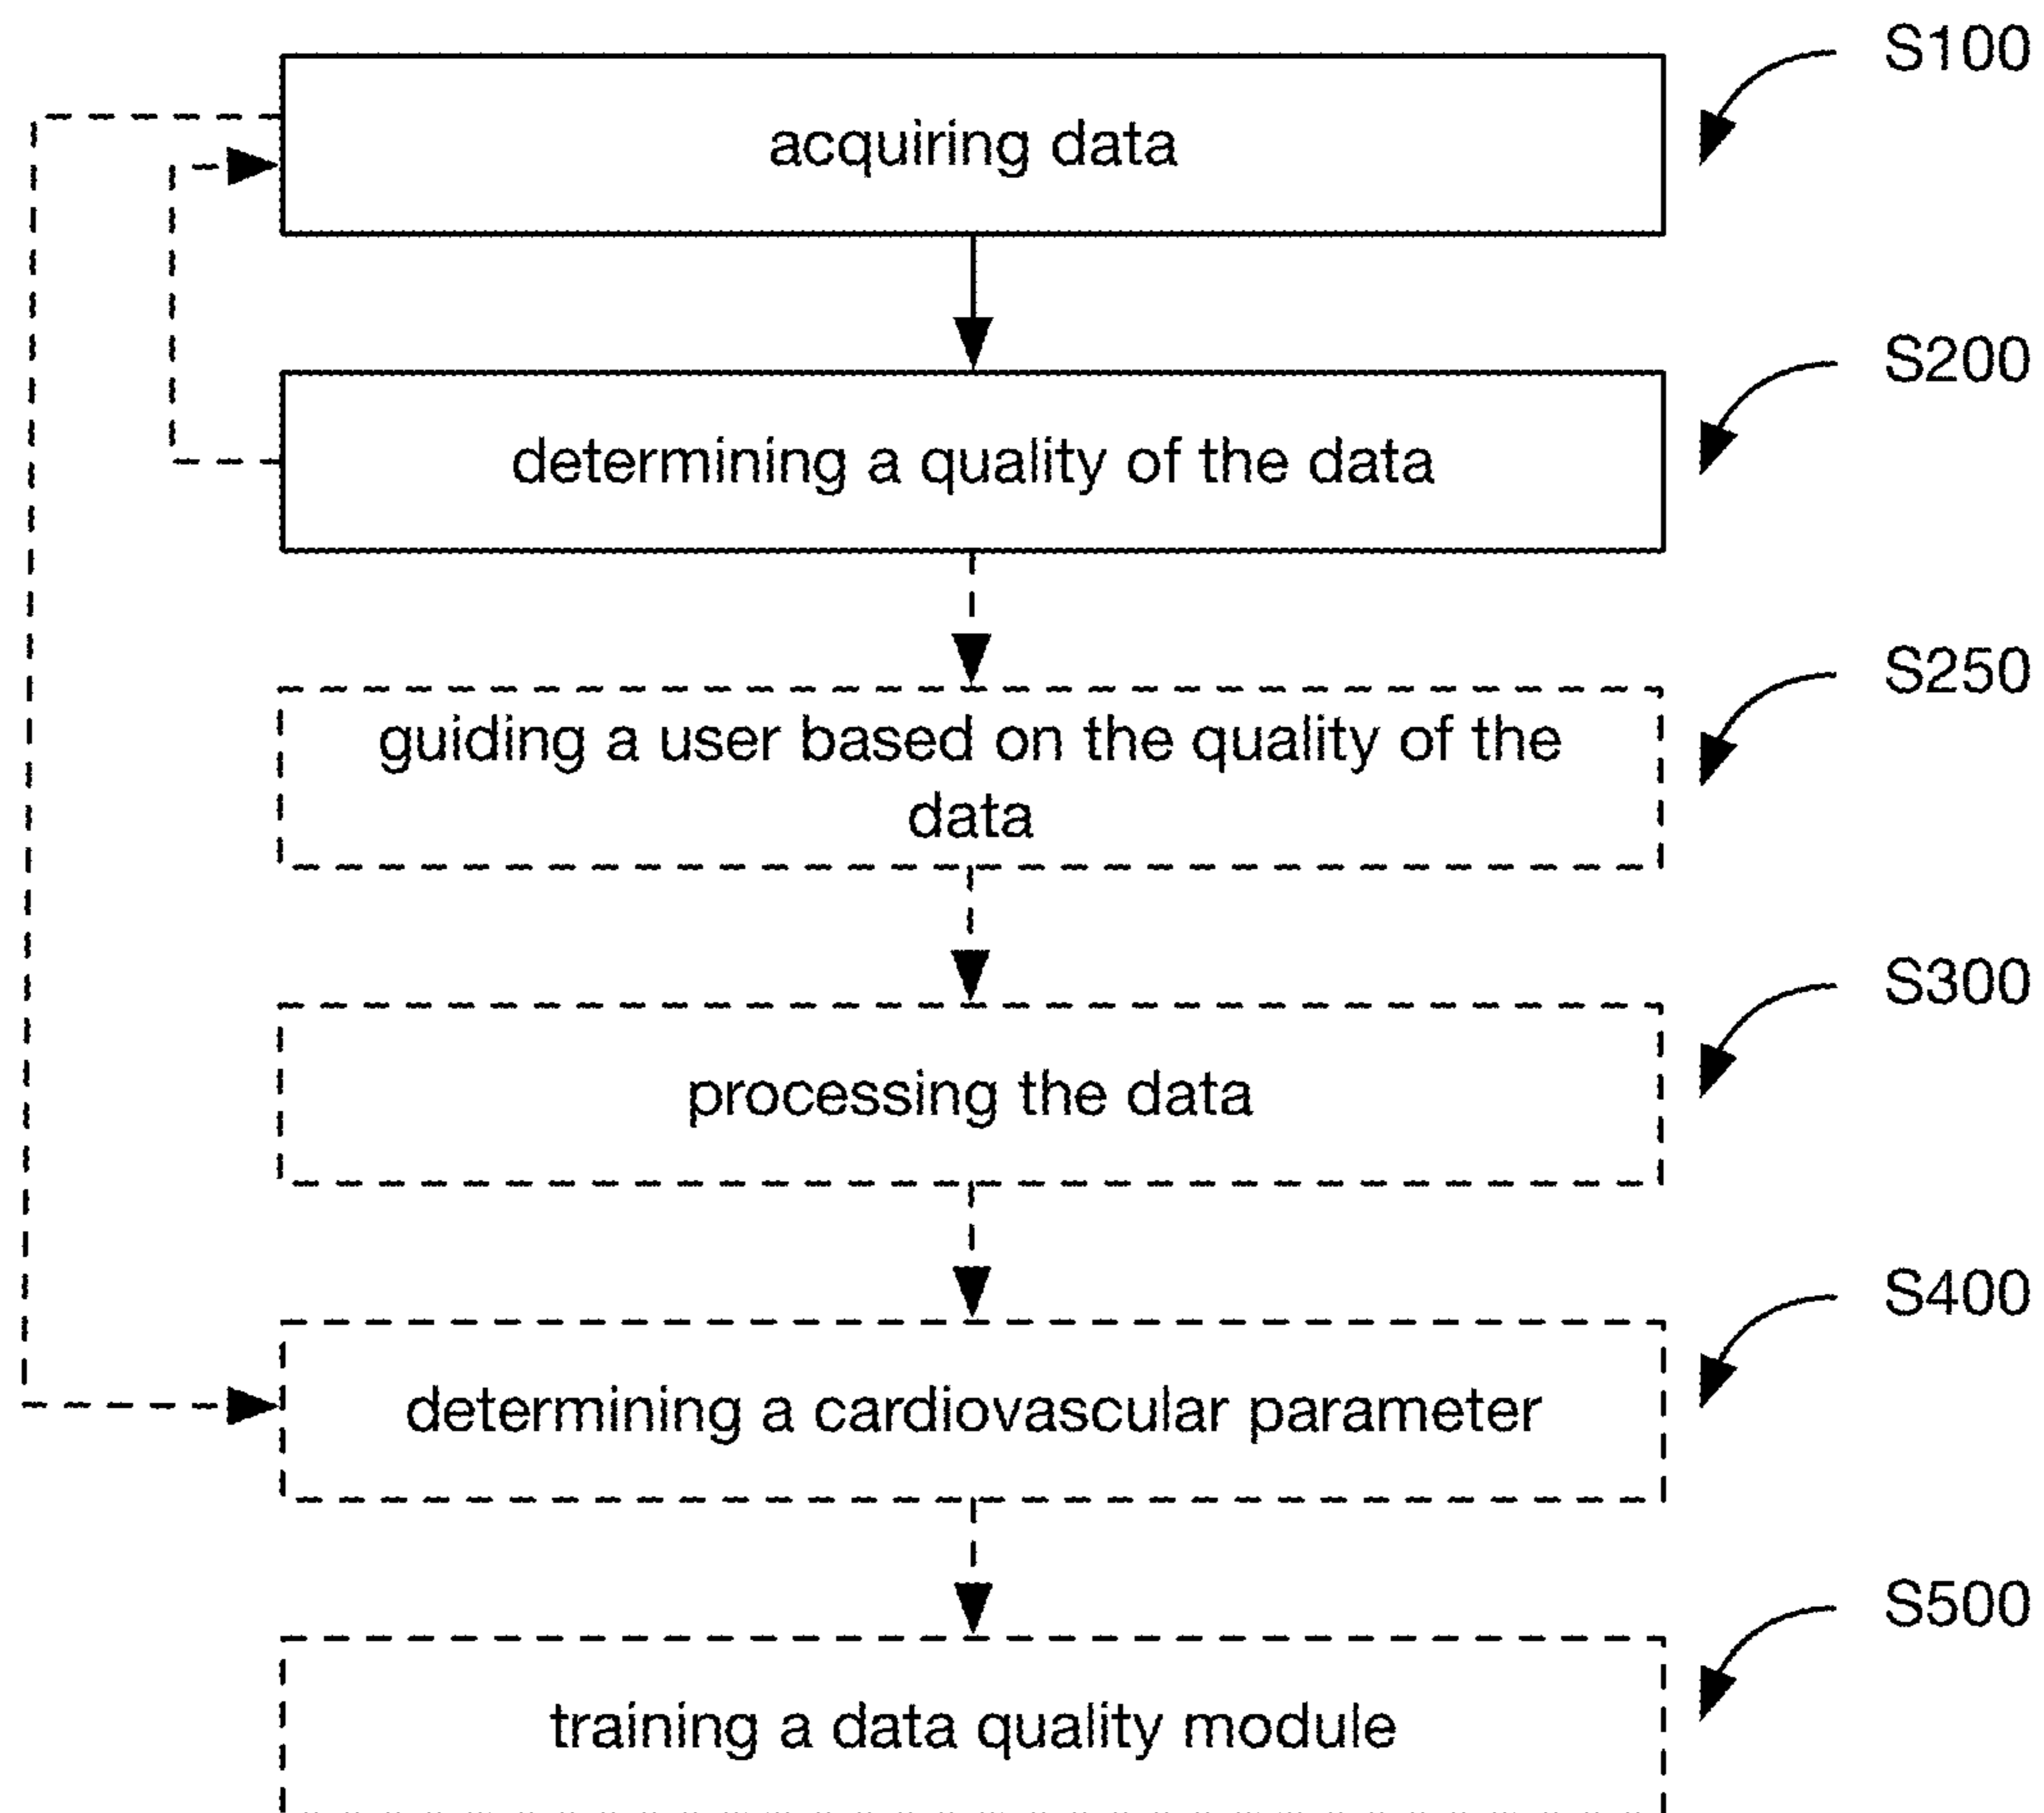 acquiring data
S100
determining a quality of the data
S200
guiding a user based on the quality of the
data
S250
processing the data
S300
determining a cardiovascular parameter
S400
training a data quality module
S500